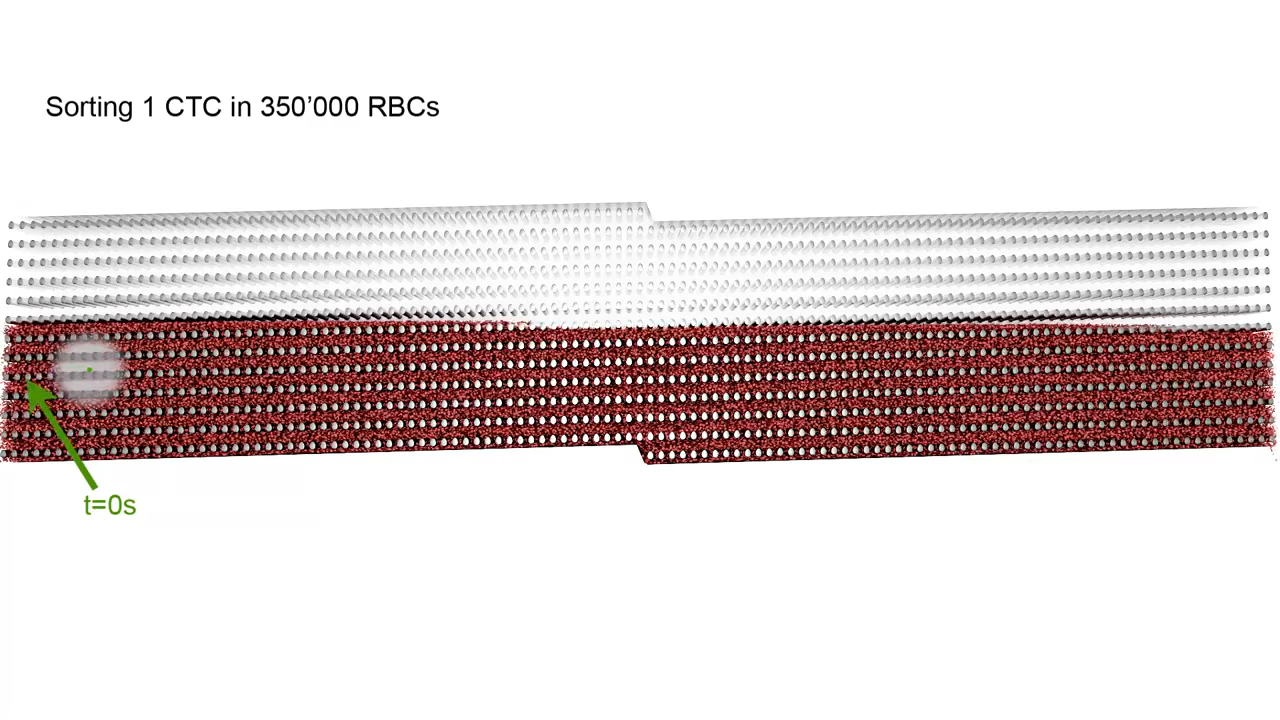 Sorting 1 CTC in 350’000 RBCs
t=0s